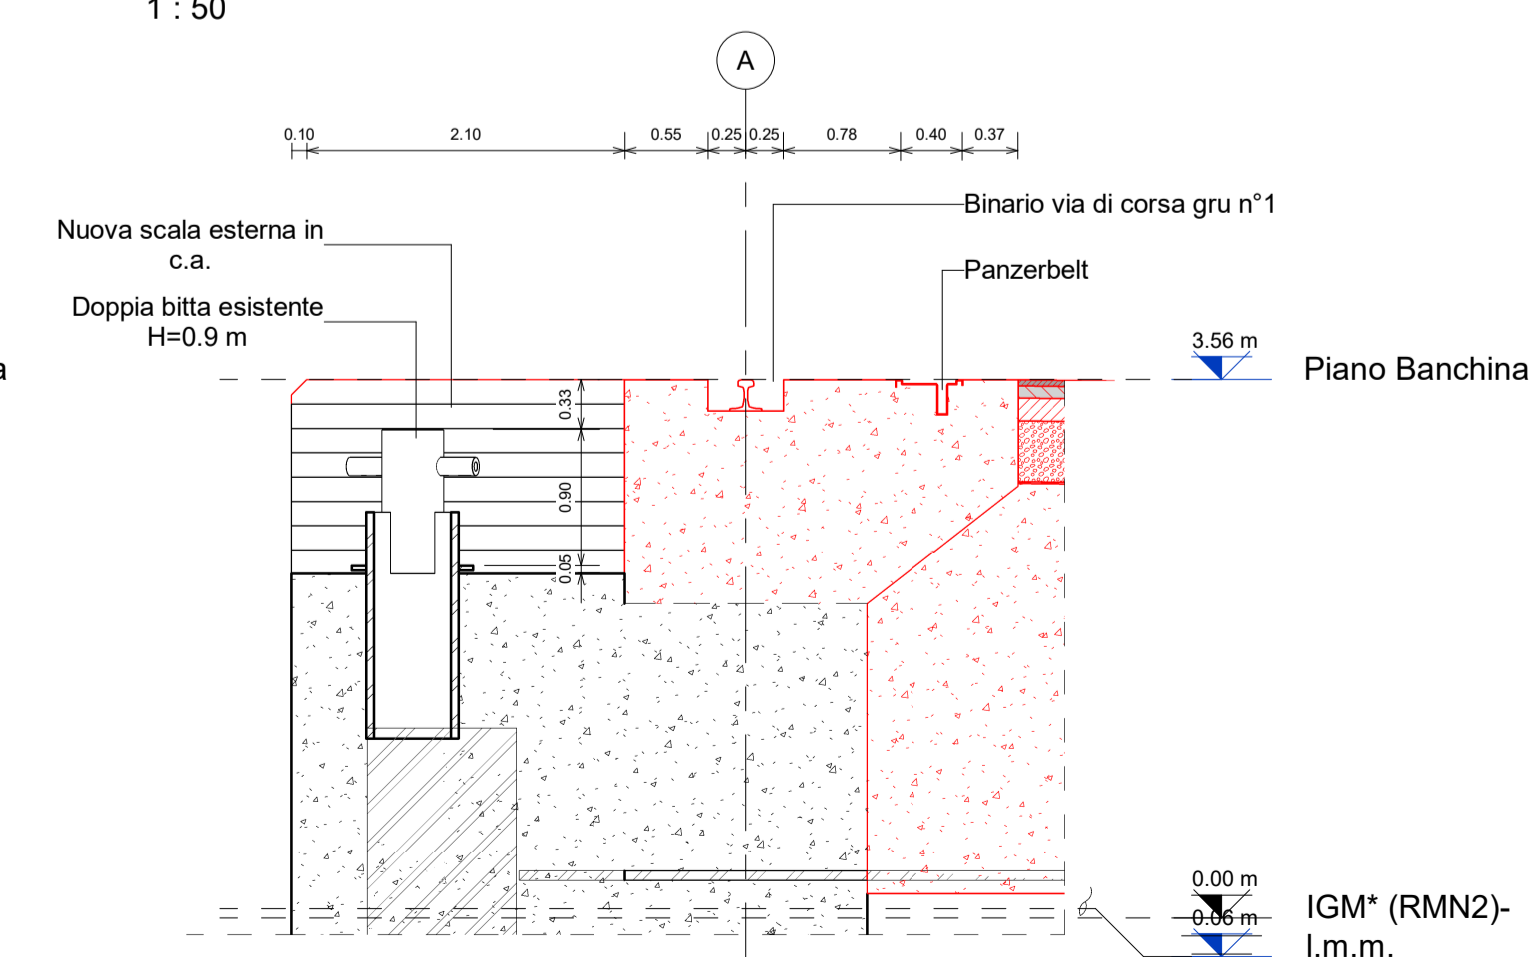 1 : 50
A
0.10
2.10
0.55
0.25
0.25
0.78
0.40
0.37
Nuova scala esterna in
c.a.
Doppia bitta esistente
H=0.9 m
Binario via di corsa gru n°1
Panzerbelt
a
3.56 m
Piano Banchina
0.33
0.90
0.05
0.00 m
0.06 m
IGM* (RMN2)-
l.m.m.